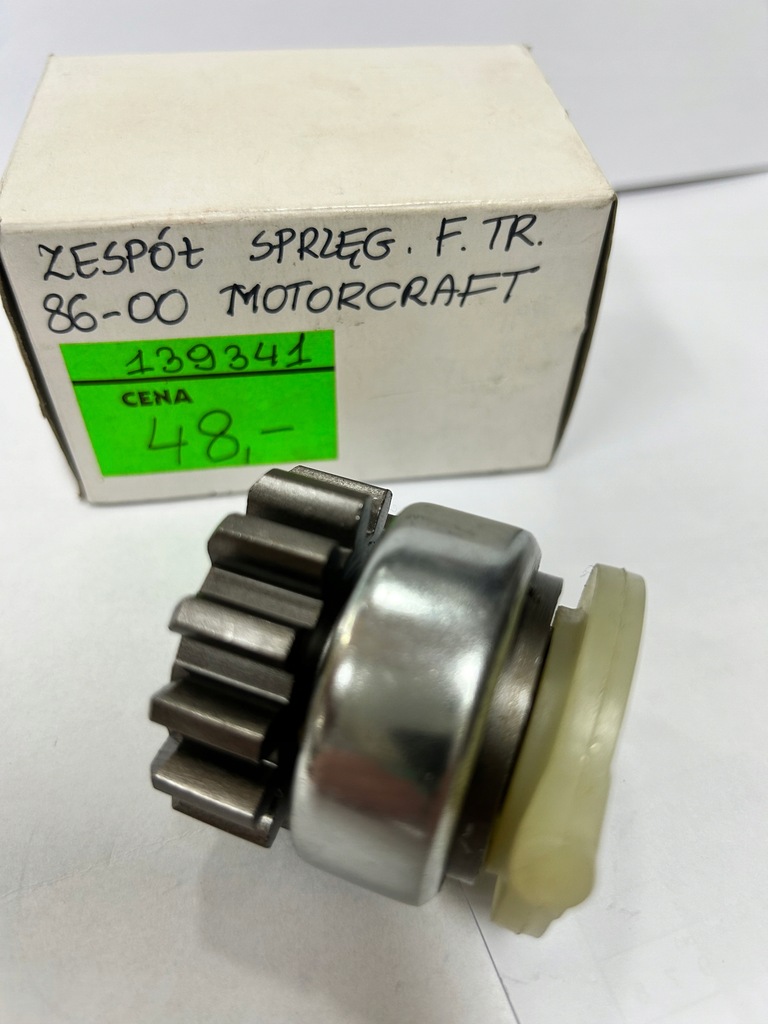 ZESPÓŁ SPRZĘG. F. TR.
86-00 MOTORCRAFT
139341
CENA
48,-